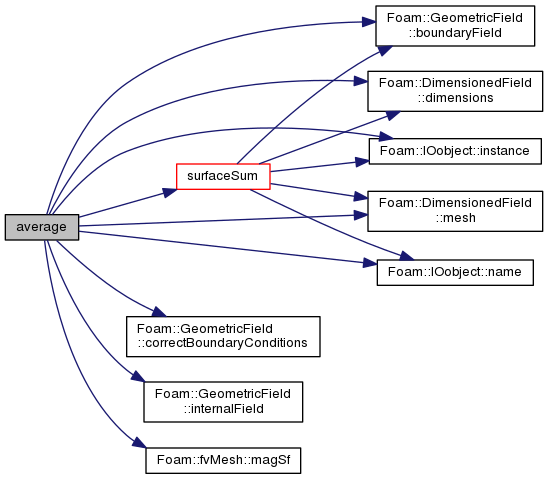 Foam::GeometricField
::boundaryField
Foam::DimensionedField
::dimensions
Foam::IOobject::instance
surfaceSum
Foam::DimensionedField
::mesh
average
Foam::IOobject::name
Foam::GeometricField
::correctBoundaryConditions
Foam::GeometricField
::internalField
Foam::fvMesh::magSf